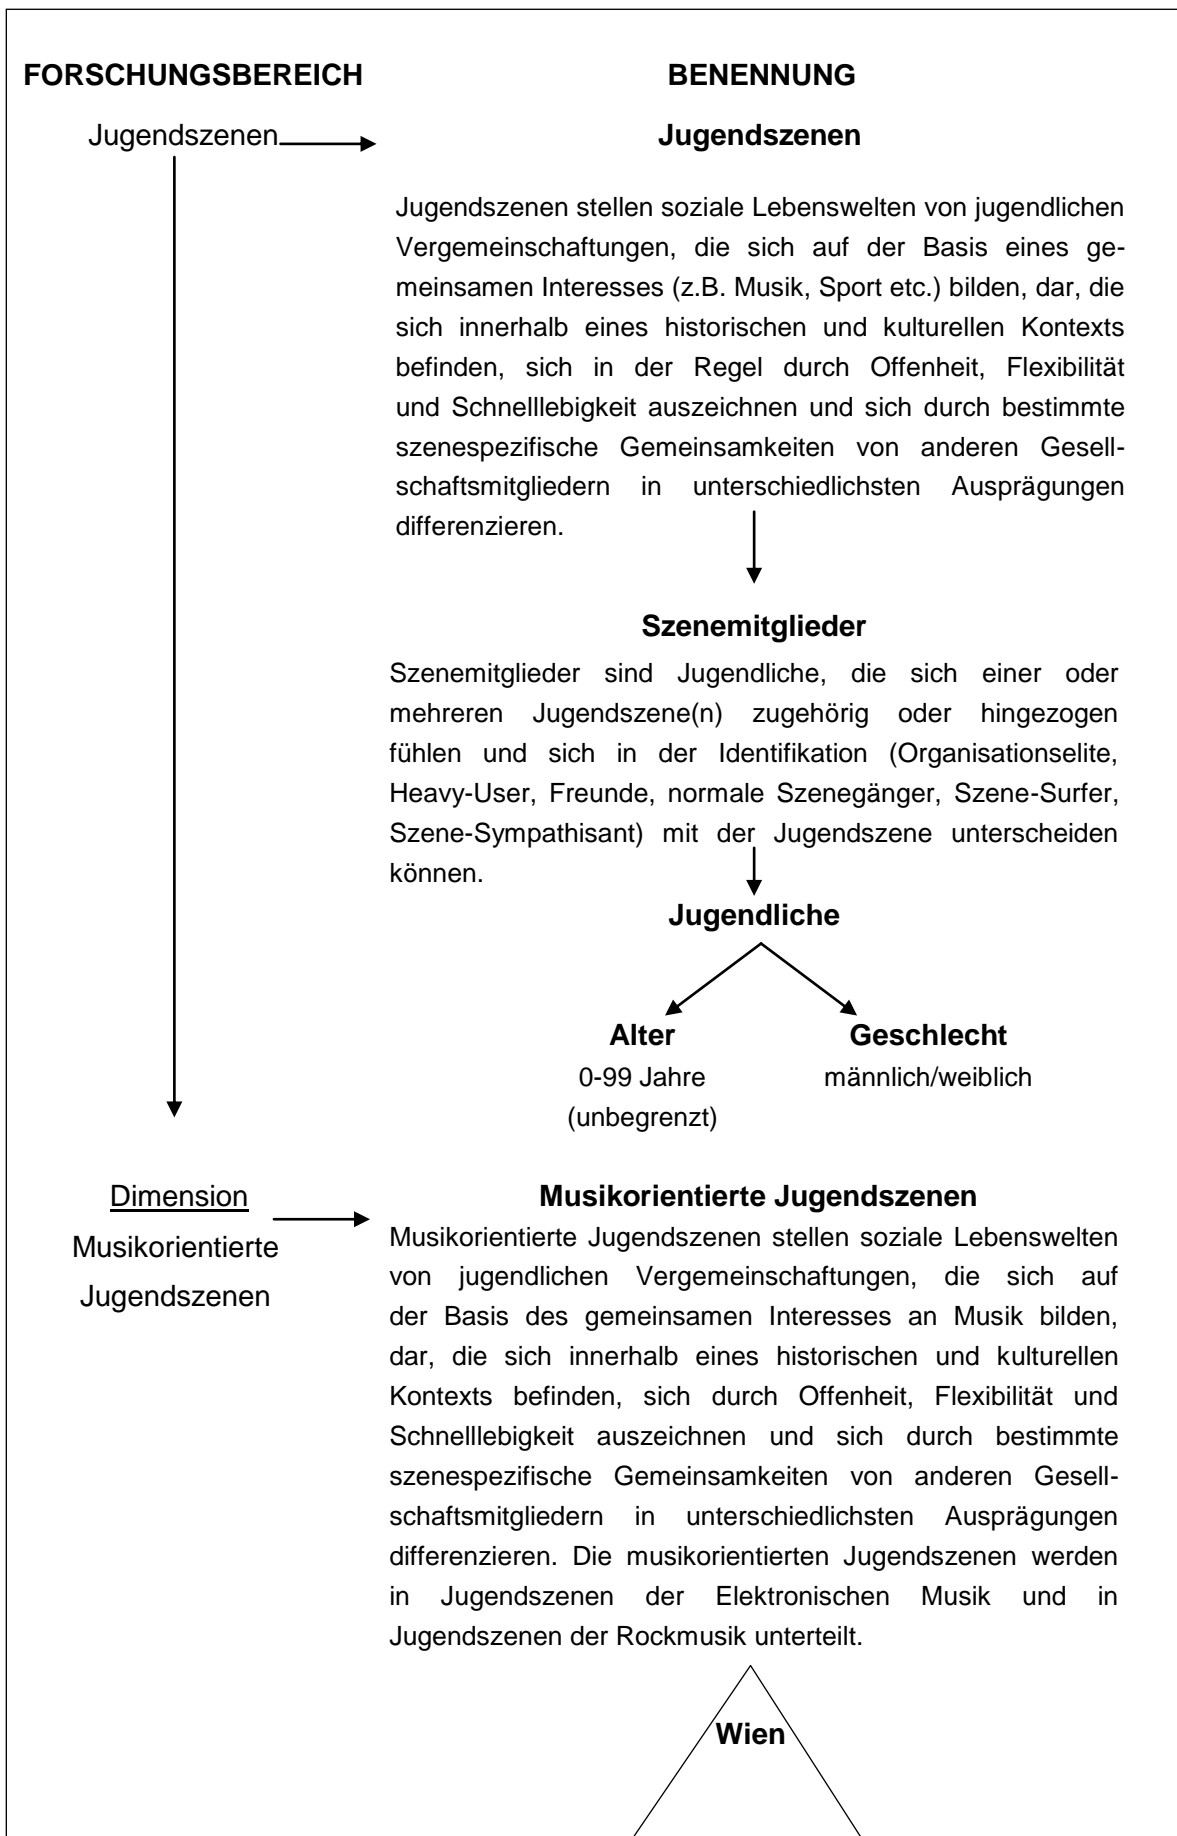 FORSCHUNGSBEREICH
BENENNUNG
Jugendszenen
Jugendszenen
Jugendszenen stellen soziale Lebenswelten von jugendlichen
Vergemeinschaftungen, die sich auf der Basis eines ge-
meinsamen Interesses (z.B. Musik, Sport etc.) bilden, dar, die
sich innerhalb eines historischen und kulturellen Kontexts
befinden, sich in der Regel durch Offenheit, Flexibilität
und Schnelllebigkeit auszeichnen und sich durch bestimmte
szenespezifische Gemeinsamkeiten von anderen Gesell-
schaftsmitgliedern in unterschiedlichsten Ausprägungen
differenzieren.
Szenemitglieder
Szenemitglieder sind Jugendliche, die sich einer oder
mehreren Jugendszene(n) zugehörig oder hingezogen
fühlen und sich in der Identifikation (Organisationselite,
Heavy-User, Freunde, normale Szenegänger, Szene-Surfer,
Szene-Sympathisant) mit der Jugendszene unterscheiden
können.
Jugendliche
Alter
Geschlecht
0-99 Jahre
männlich/weiblich
(unbegrenzt)
Dimension
Musikorientierte
Jugendszenen
Musikorientierte Jugendszenen
Musikorientierte Jugendszenen stellen soziale Lebenswelten
von jugendlichen Vergemeinschaftungen, die sich auf
der Basis des gemeinsamen Interesses an Musik bilden,
dar, die sich innerhalb eines historischen und kulturellen
Kontexts befinden, sich durch Offenheit, Flexibilität und
Schnelllebigkeit auszeichnen und sich durch bestimmte
szenespezifische Gemeinsamkeiten von anderen Gesell-
schaftsmitgliedern in unterschiedlichsten Ausprägungen
differenzieren. Die musikorientierten Jugendszenen werden
in Jugendszenen der Elektronischen Musik und in
Jugendszenen der Rockmusik unterteilt.
Wien